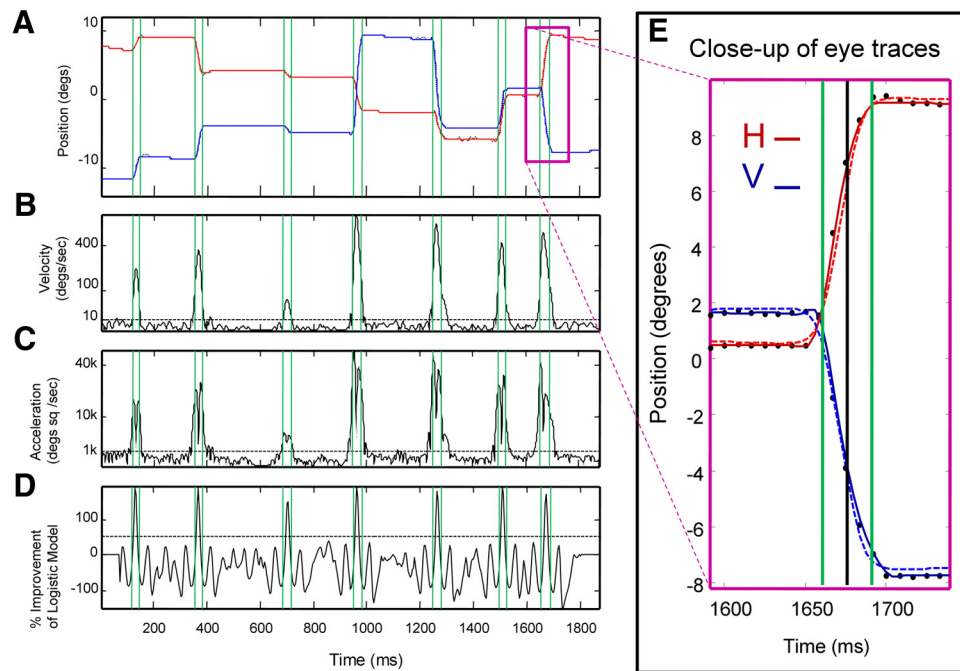 A
Position (degs)
10
0
-10
B
Velocity
(degs/sec)
400
100
10
C
Acceleration
(degs sq /sec)
40k
10k
1k
D
% Improvement
of Logistic Model
100
0
-100
200 400 600 800 1000 1200 1400 1600 1800
Time (ms)
E
Close-up of eye traces
H
V
Position (degrees)
8
6
4
2
0
-2
-4
-6
-8
1600 1650 1700
Time (ms)